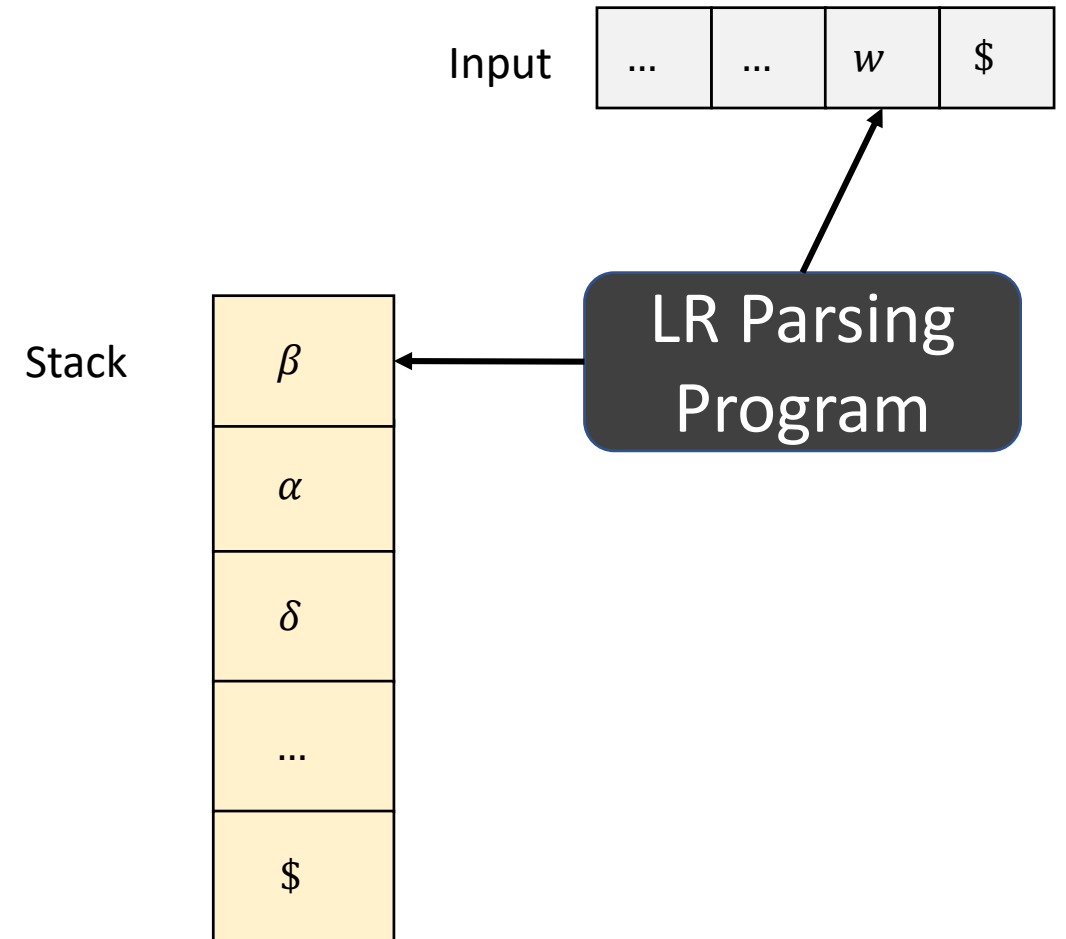 Input … … w $
LR Parsing
Program
Stack
β
α
δ
…
$